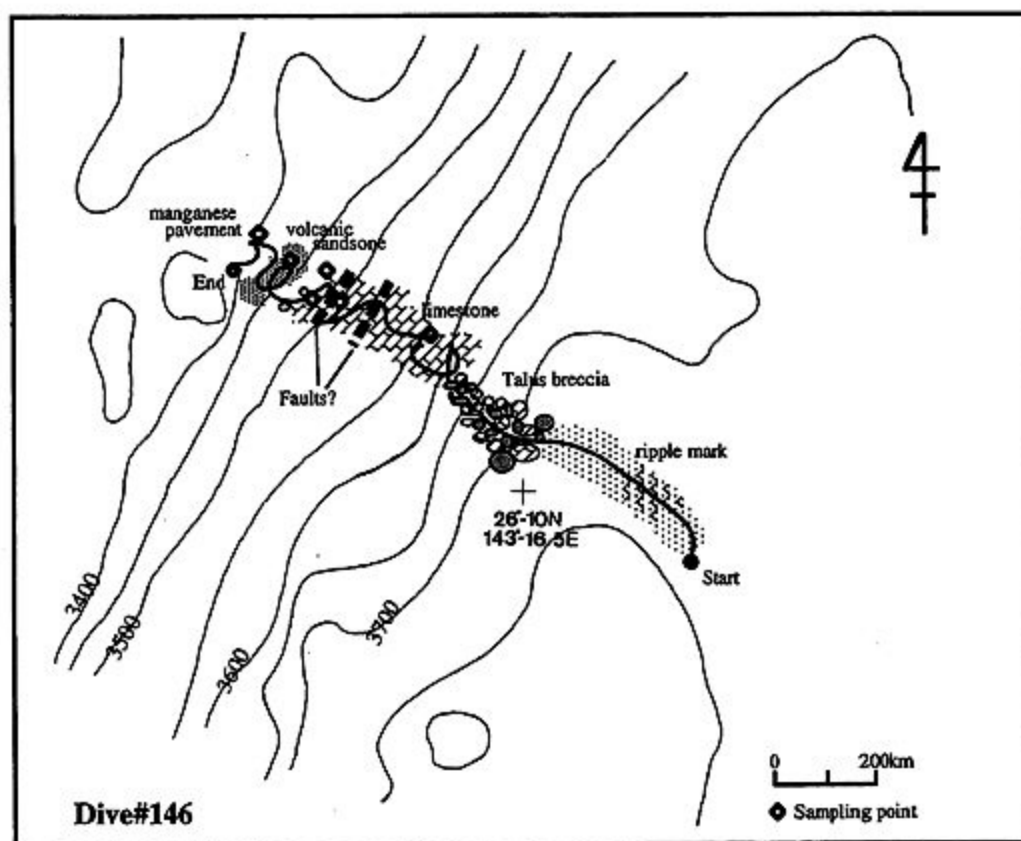 manganese
pavement
volcanic
sandsone
End
limestone
Faults?
Talus breccia
ripple mark
26°-10N
143°-16.5E
Start
3400
3500
3600
3700
0 200km
Sampling point
Dive#146